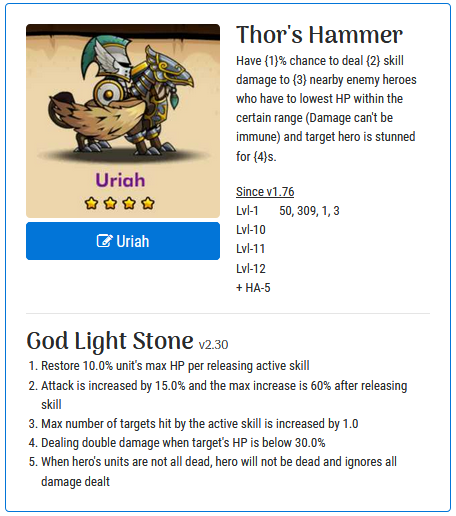 Thor's Hammer
Have {1}% chance to deal {2} skill
damage to {3} nearby enemy heroes
who have to lowest HP within the
certain range (Damage can't be
immune) and target hero is stunned
for {4}s.
Uriah
Since v1.76
Lvl-1 50, 309, 1, 3
Uriah
Lvl-10
Lvl-11
Lvl-12
+ HA-5
God Light Stone v2.30
1. Restore 10.0% unit's max HP per releasing active skill
2. Attack is increased by 15.0% and the max increase is 60% after releasing
skill
3. Max number of targets hit by the active skill is increased by 1.0
4. Dealing double damage when target's HP is below 30.0%
5. When hero's units are not all dead, hero will not be dead and ignores all
damage dealt